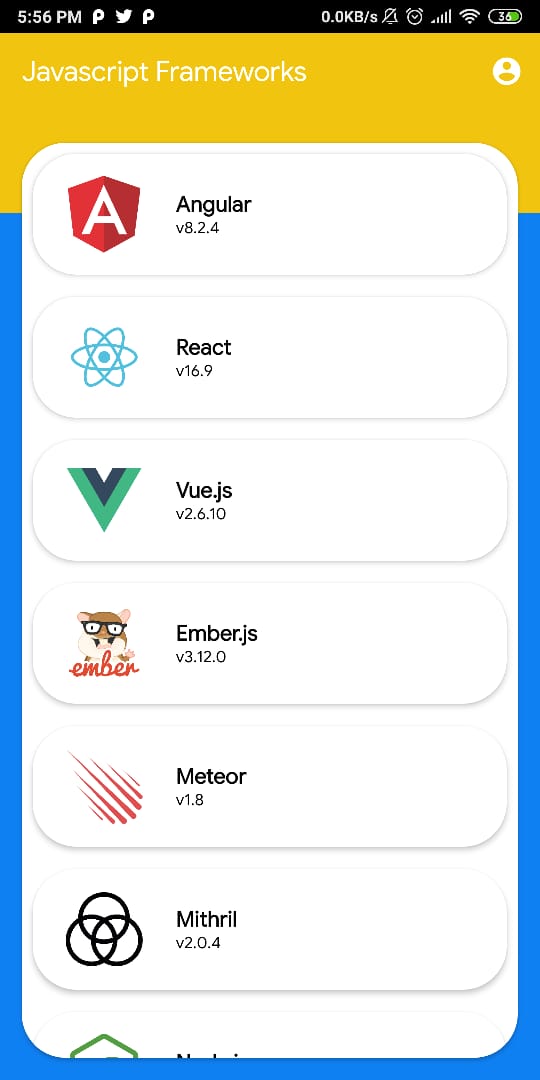 5:56 PM
0.0KB/s
36
Javascript Frameworks
Angular
v8.2.4
React
v16.9
Vue.js
v2.6.10
Ember.js
v3.12.0
ember
Meteor
v1.8
Mithril
v2.0.4